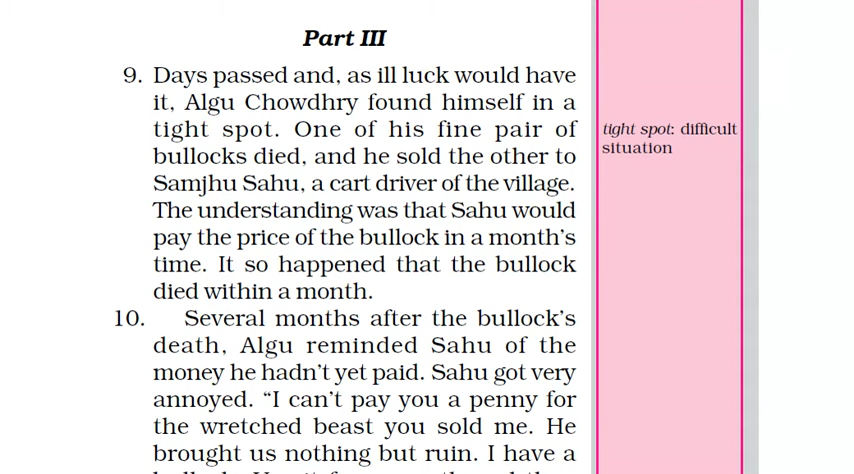 Part III
9. Days passed and, as ill luck would have
it, Algu Chowdhry found himself in a
tight spot. One of his fine pair of
bullocks died, and he sold the other to
Samjhu Sahu, a cart driver of the village.
The understanding was that Sahu would
pay the price of the bullock in a month's
time. It so happened that the bullock
died within a month.
10. Several months after the bullock's
death, Algu reminded Sahu of the
money he hadn't yet paid. Sahu got very
annoyed. “I can't pay you a penny for
the wretched beast you sold me. He
brought us nothing but ruin. I have a
tight spot: difficult
situation